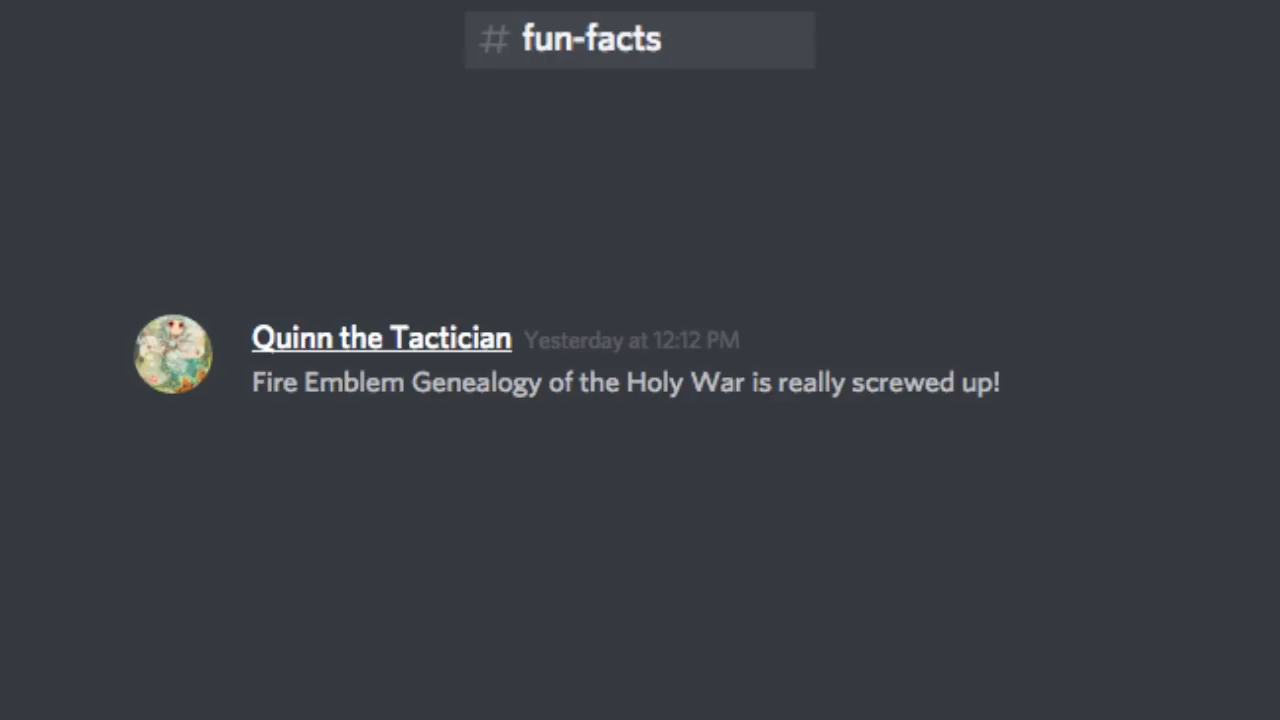 # fun-facts
Quinn the Tactician Yesterday at 12:12 PM
Fire Emblem Genealogy of the Holy War is really screwed up!